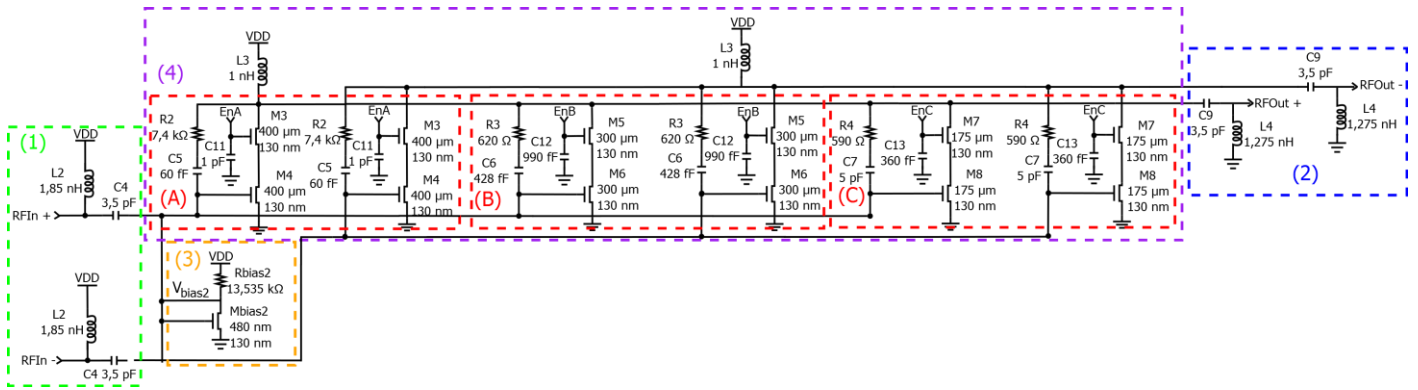 (1)
VDD
L2
1,85 nH
C4
3,5 pF
RFIn +
VDD
L2
1,85 nH
RFIn -
C4 3,5 pF
(4)
VDD
L3
1 nH
VDD
L3
1 nH
(A)
R2
7,4 kΩ
C5
60 fF
EnA
C11
1 pF
M3
400 µm
130 nm
M4
400 µm
130 nm
R2
7,4 kΩ
C5
60 fF
EnA
C11
1 pF
M3
400 µm
130 nm
M4
400 µm
130 nm
(B)
R3
620 Ω
C6
428 fF
EnB
C12
990 fF
M5
300 µm
130 nm
M6
300 µm
130 nm
R3
620 Ω
C6
428 fF
EnB
C12
990 fF
M5
300 µm
130 nm
M6
300 µm
130 nm
(C)
R4
590 Ω
C7
5 pF
EnC
C13
360 fF
M7
175 µm
130 nm
M8
175 µm
130 nm
R4
590 Ω
C7
5 pF
EnC
C13
360 fF
M7
175 µm
130 nm
M8
175 µm
130 nm
(3)
VDD
Rbias2
13,535 kΩ
Vbias2
Mbias2
480 nm
130 nm
(2)
C9
3,5 pF
RFOut -
L4
1,275 nH
C9
3,5 pF
RFOut +
L4
1,275 nH